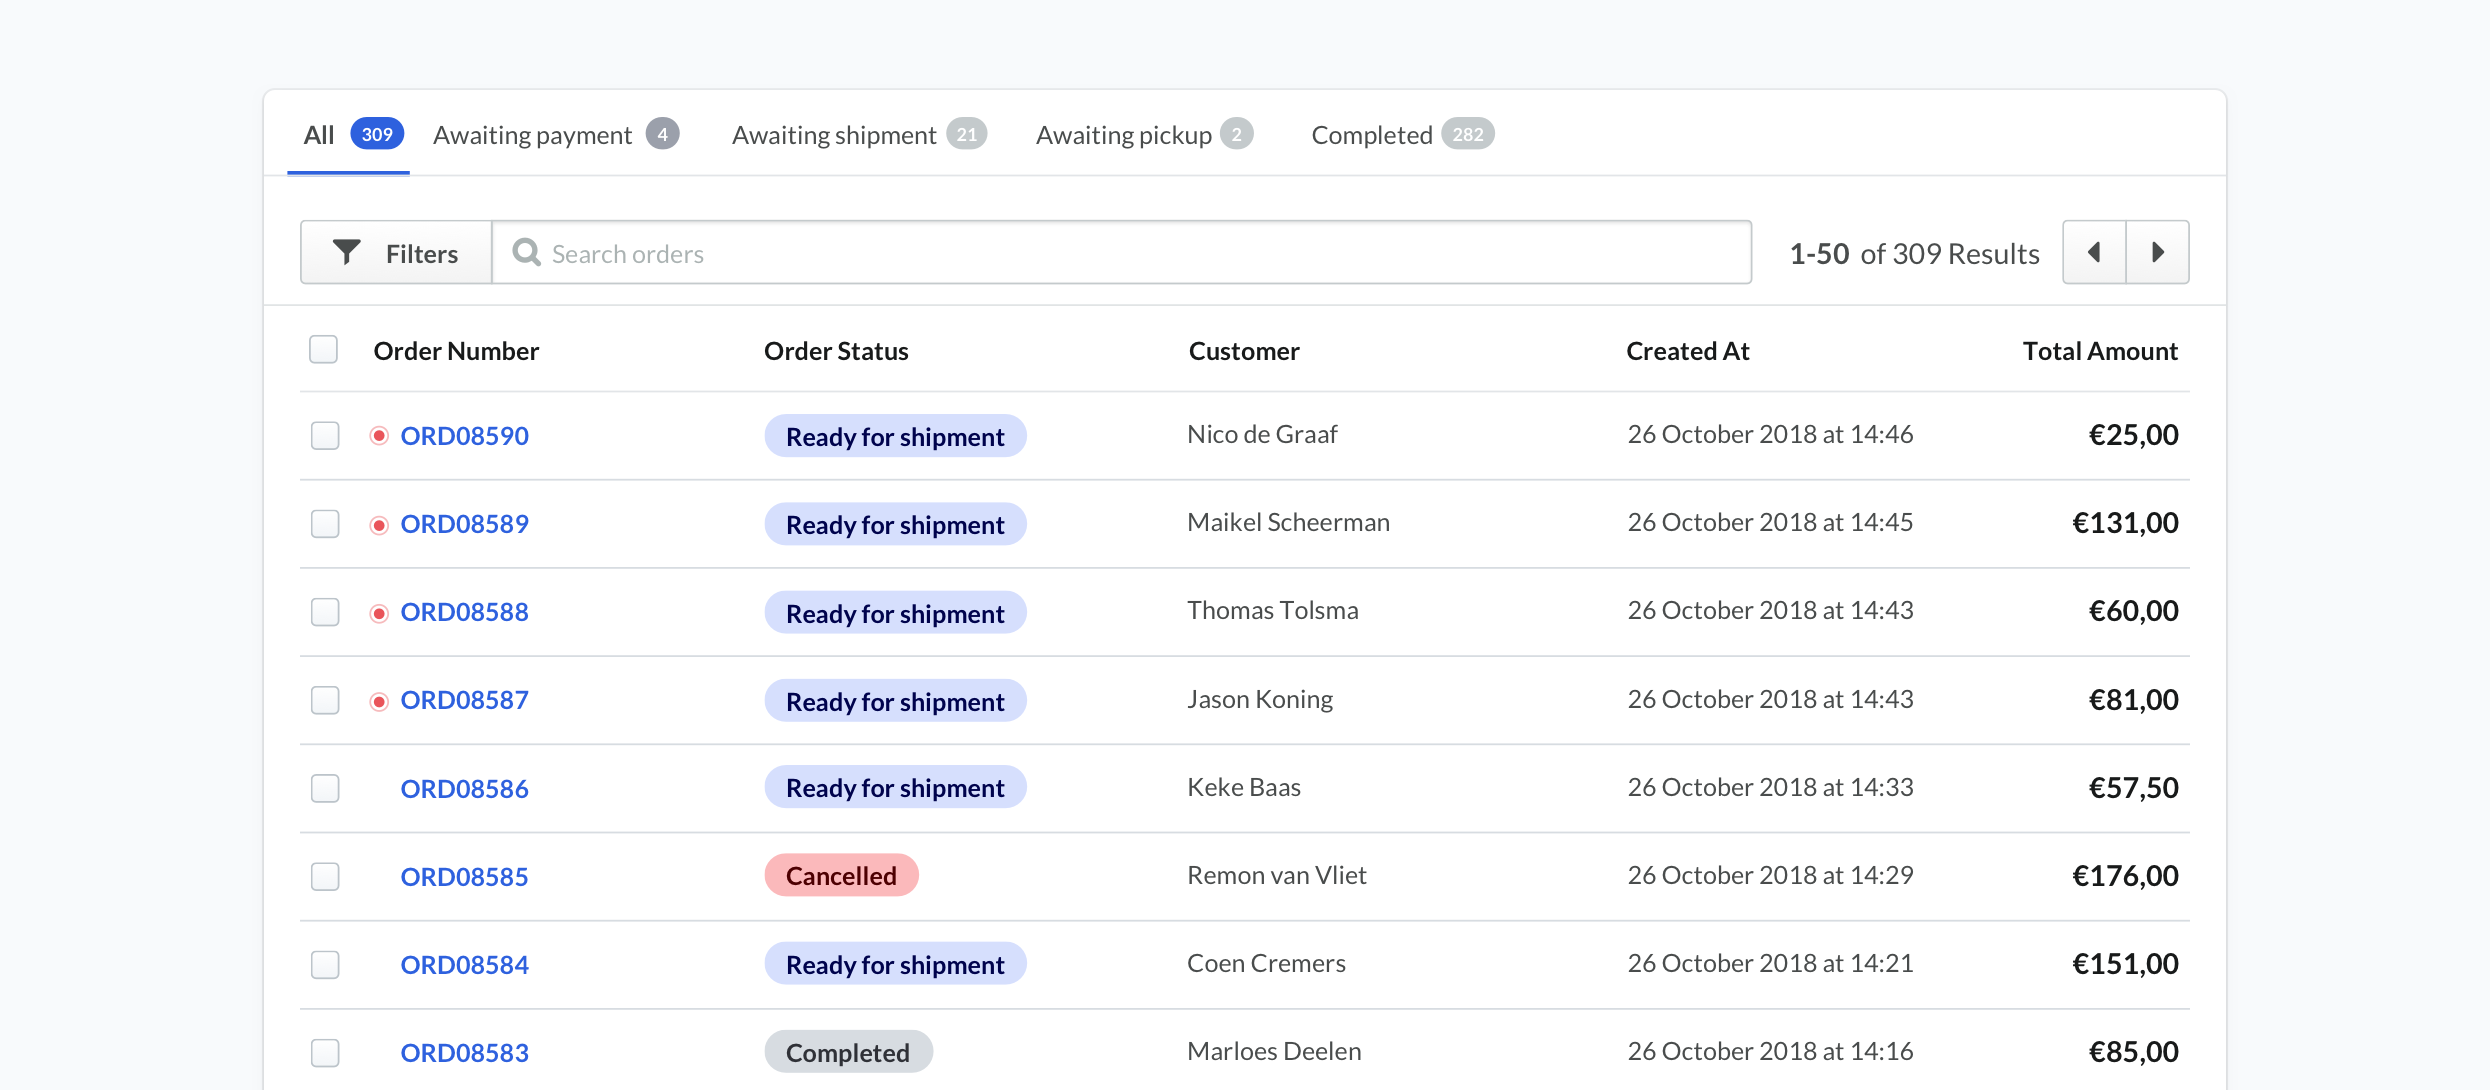 All 309 Awaiting payment 4 Awaiting shipment 21 Awaiting pickup 2 Completed 282
Filters Search orders 1-50 of 309 Results
Order Number Order Status Customer Created At Total Amount
ORD08590 Ready for shipment Nico de Graaf 26 October 2018 at 14:46 €25,00
ORD08589 Ready for shipment Maikel Scheerman 26 October 2018 at 14:45 €131,00
ORD08588 Ready for shipment Thomas Tolsma 26 October 2018 at 14:43 €60,00
ORD08587 Ready for shipment Jason Koning 26 October 2018 at 14:43 €81,00
ORD08586 Ready for shipment Keke Baas 26 October 2018 at 14:33 €57,50
ORD08585 Cancelled Remon van Vliet 26 October 2018 at 14:29 €176,00
ORD08584 Ready for shipment Coen Cremers 26 October 2018 at 14:21 €151,00
ORD08583 Completed Marloes Deelen 26 October 2018 at 14:16 €85,00